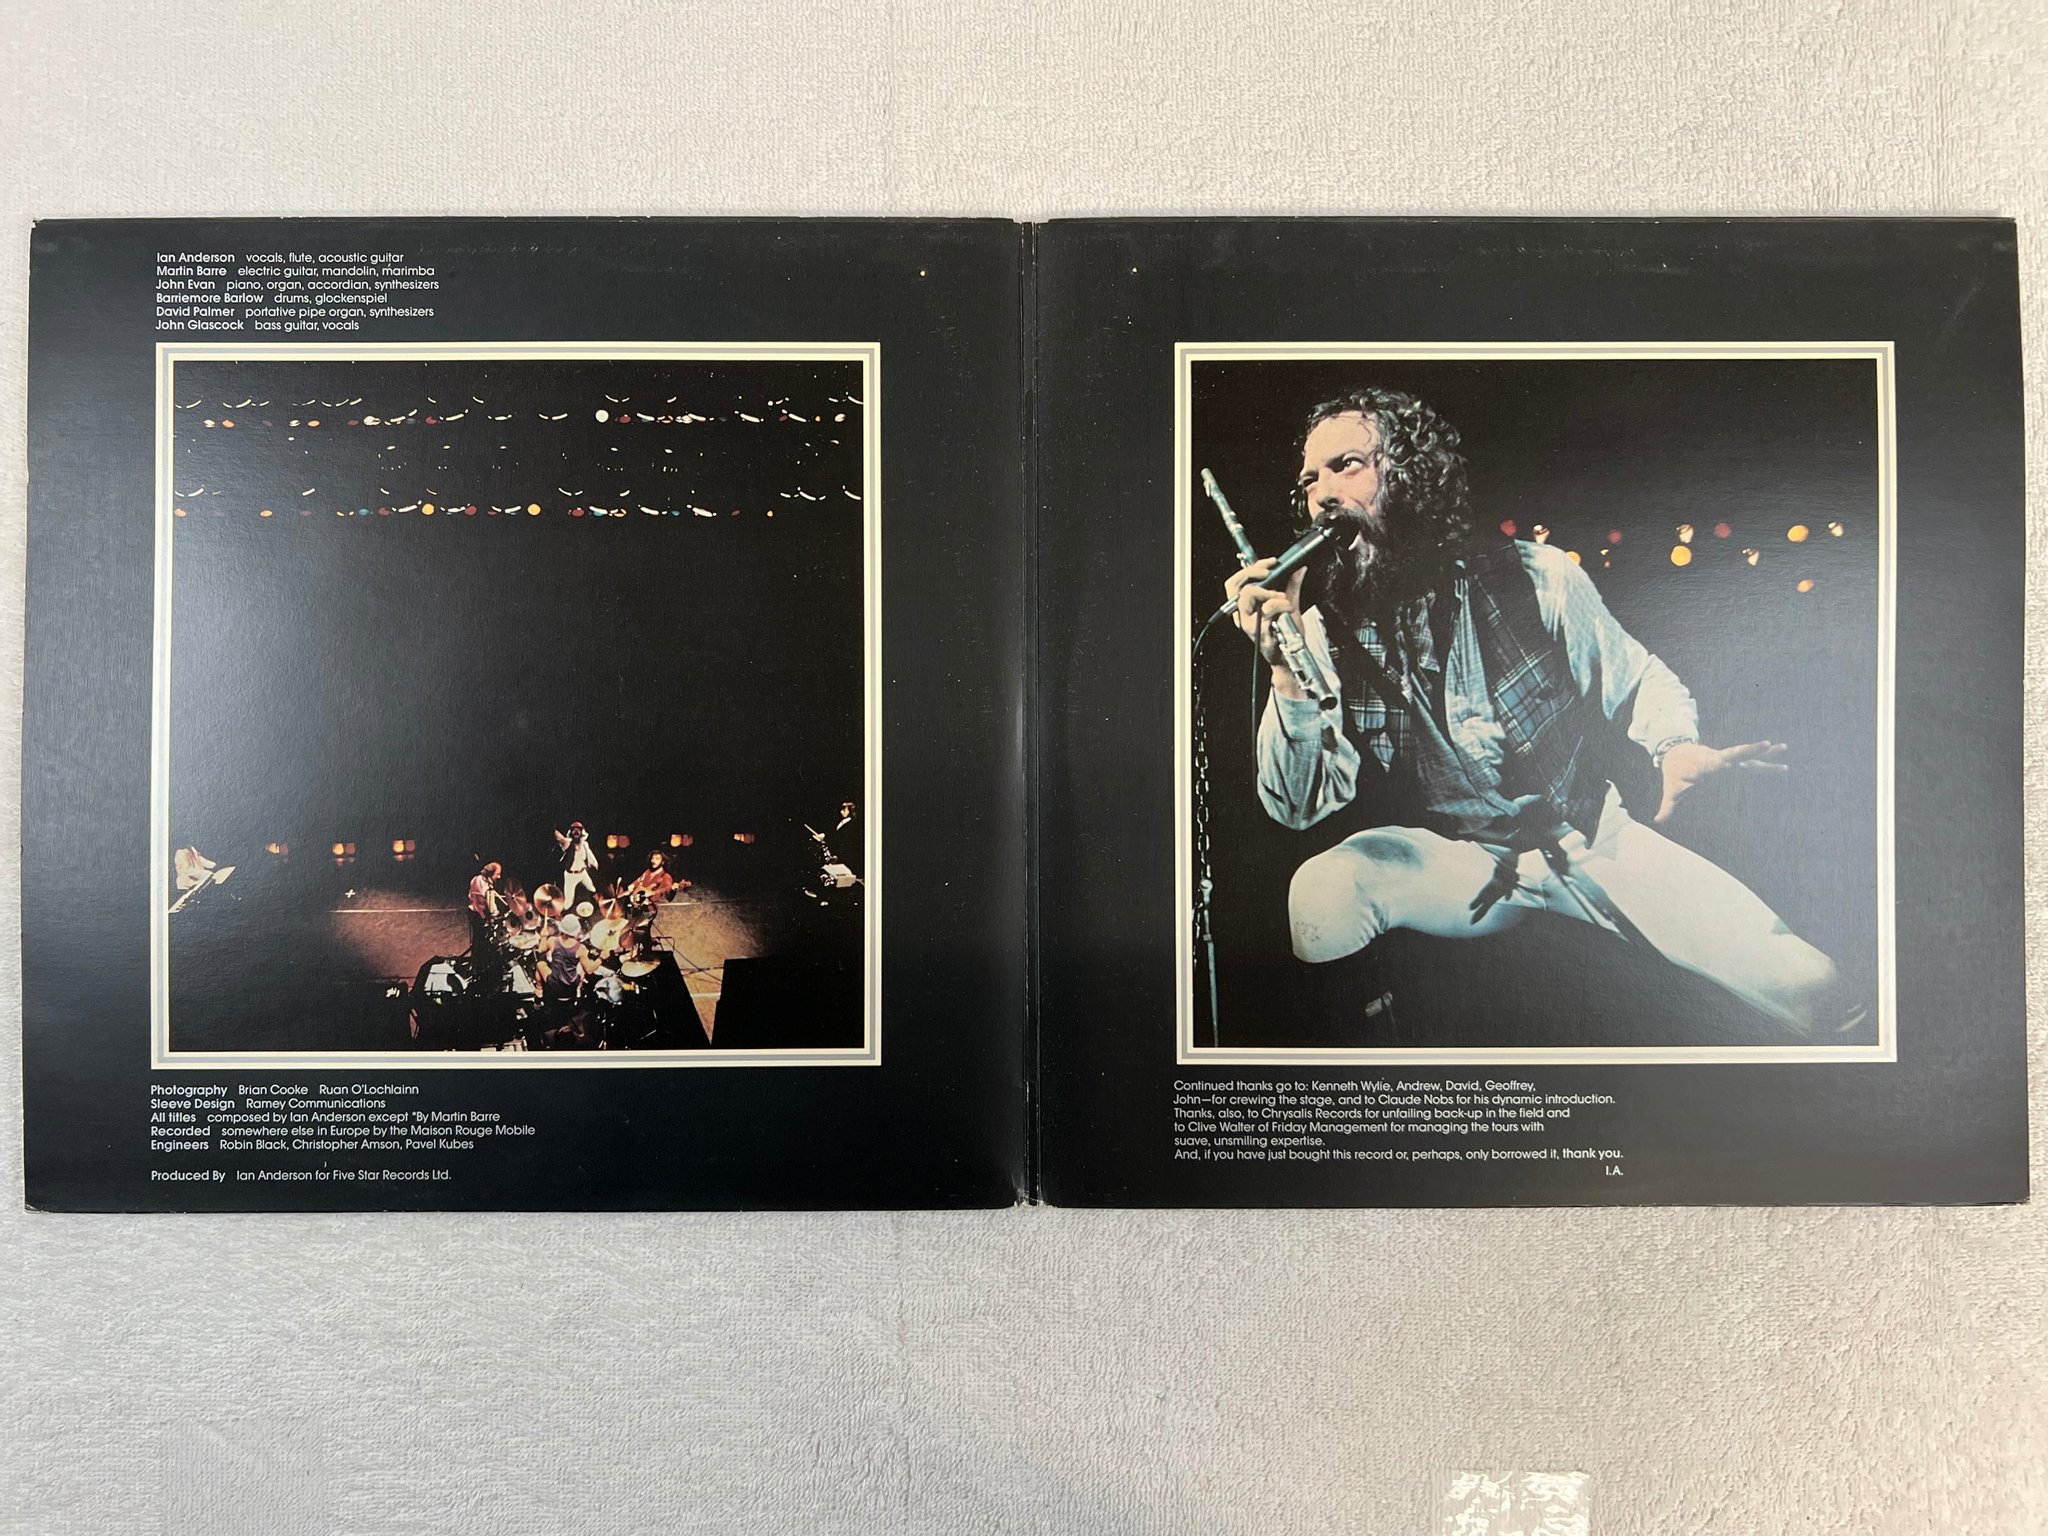 Ian Anderson vocals, flute, acoustic guitar
Martin Barre electric guitar, mandolin, marimba
John Evan piano, organ, accordian, synthesizers
Barriemore Barlow drums, glockenspiel
David Palmer portative pipe organ, synthesizers
John Glascock bass guitar, vocals
Photography Brian Cooke Ruan O'Lochlainn
Sleeve Design Ramey Communications
All titles composed by Ian Anderson except *By Martin Barre
Recorded somewhere else in Europe by the Maison Rouge Mobile
Engineers Robin Black, Christopher Amson, Pavel Kubes
Produced By Ian Anderson for Five Star Records Ltd.
Continued thanks go to: Kenneth Wylie, Andrew, David, Geoffrey,
John—for crewing the stage, and to Claude Nobs for his dynamic introduction.
Thanks, also, to Chrysalis Records for unfailing back-up in the field and
to Clive Walter of Friday Management for managing the tours with
suave, unsmiling expertise.
And, if you have just bought this record or, perhaps, only borrowed it, thank you.
I.A.